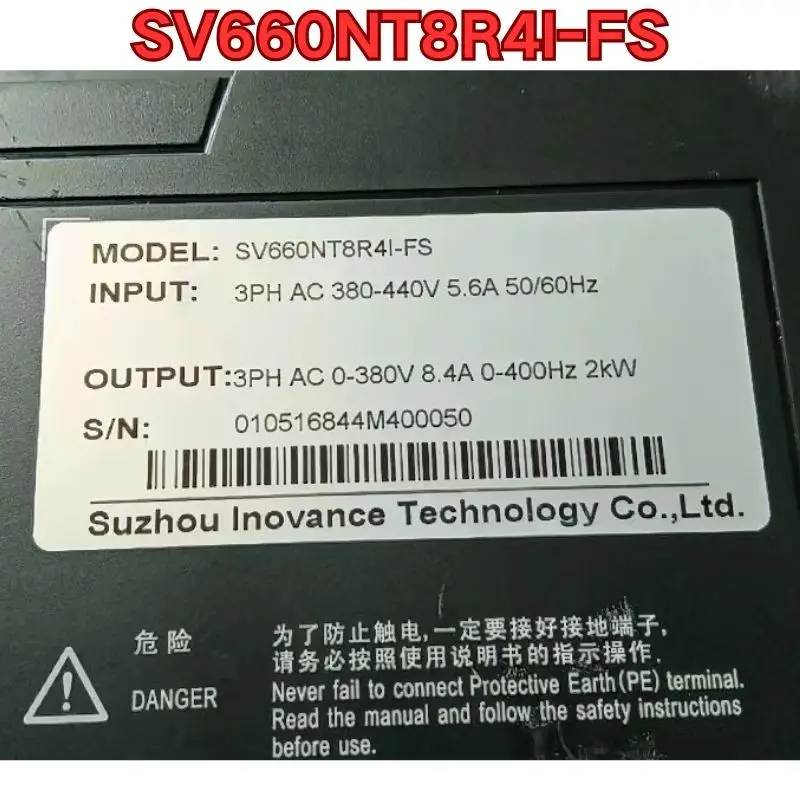 SV660NT8R4I-FS
MODEL: SV660NT8R4I-FS
INPUT: 3PH AC 380-440V 5.6A 50/60Hz
OUTPUT:3PH AC 0-380V 8.4A 0-400Hz 2kW
S/N: 010516844M400050
Suzhou Inovance Technology Co.,Ltd.
危险
为了防止触电,一定要接好接地端子,
请务必按照使用说明书的指示操作.
DANGER
Never fail to connect Protective Earth(PE) terminal.
Read the manual and follow the safety instructions
before use.